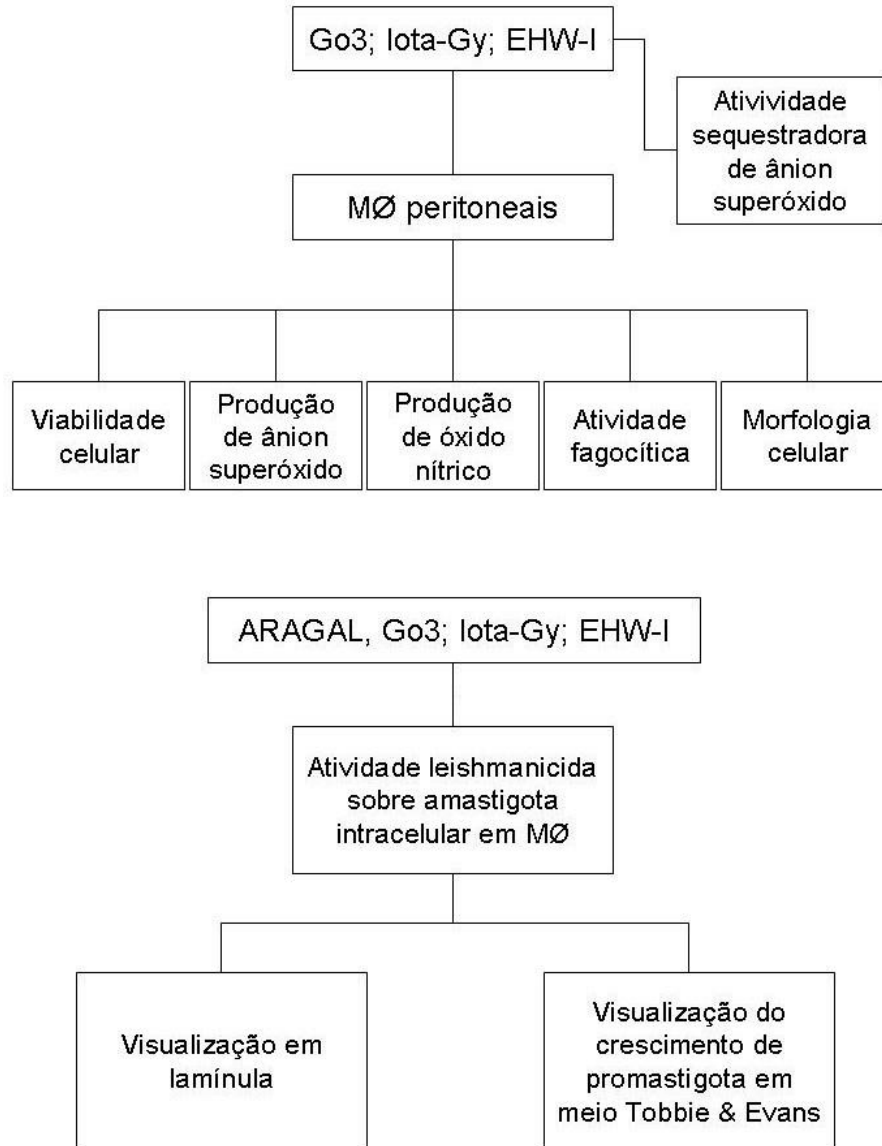 Go3; Iota-Gy; EHW-I
Ativividade
sequestradora
de ânion
superóxido
MØ peritoneais
Viabilidade
celular
Produção
de ânion
superóxido
Produção
de óxido
nítrico
Atividade
fagocítica
Morfologia
celular
ARAGAL, Go3; Iota-Gy; EHW-I
Atividade leishmanicida
sobre amastigota
intracelular em MØ
Visualização em
lamínula
Visualização do
crescimento de
promastigota em
meio Tobbie & Evans